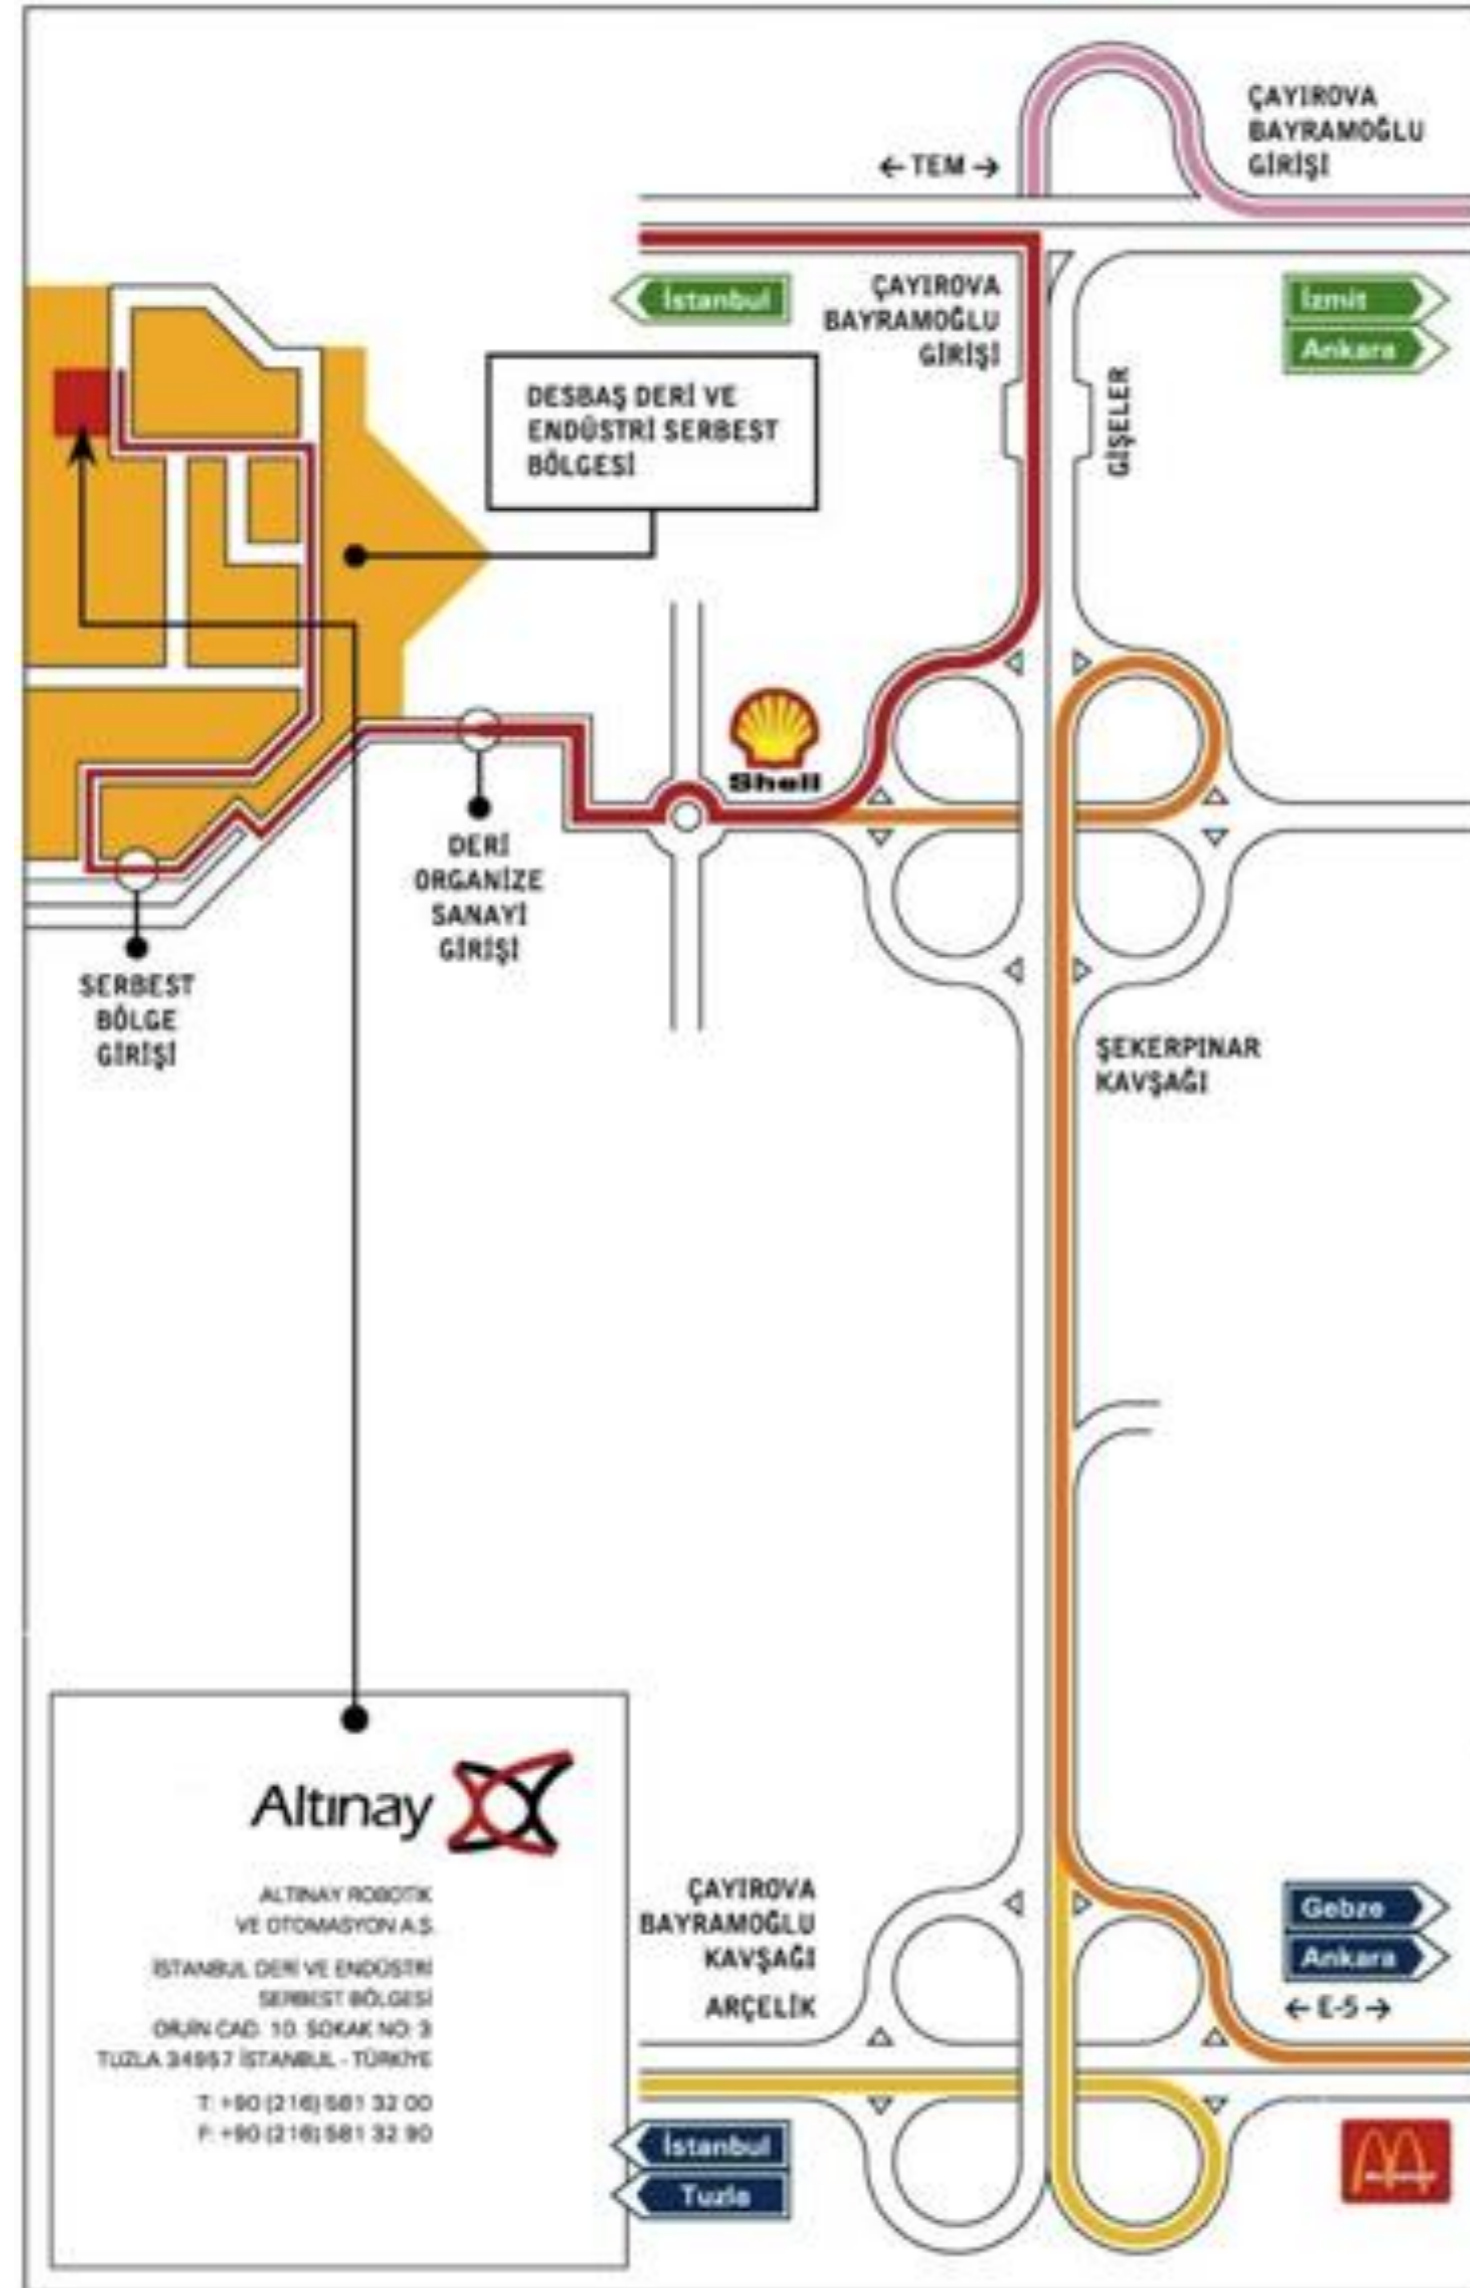 ÇAYIROVA
BAYRAMOĞLU
GİRİŞİ
← TEM →
İstanbul
ÇAYIROVA
BAYRAMOĞLU
GİRİŞİ
İzmit
Ankara
GİŞELER
DESBAŞ DERİ VE
ENDÜSTRİ SERBEST
BÖLGESİ
Shell
DERİ
ORGANİZE
SANAYİ
GİRİŞİ
SERBEST
BÖLGE
GİRİŞİ
ŞEKERPINAR
KAVŞAĞI
Altınay
ALTINAY ROBOTİK
VE OTOMASYON A.Ş.
İSTANBUL DERİ VE ENDÜSTRİ
SERBEST BÖLGESİ
ORJİN CAD. 10. SOKAK NO: 3
TUZLA 34957 İSTANBUL - TÜRKİYE
T: +90 (216) 581 32 00
F: +90 (216) 581 32 90
ÇAYIROVA
BAYRAMOĞLU
KAVŞAĞI
ARÇELİK
Gebze
Ankara
← E-5 →
İstanbul
Tuzla